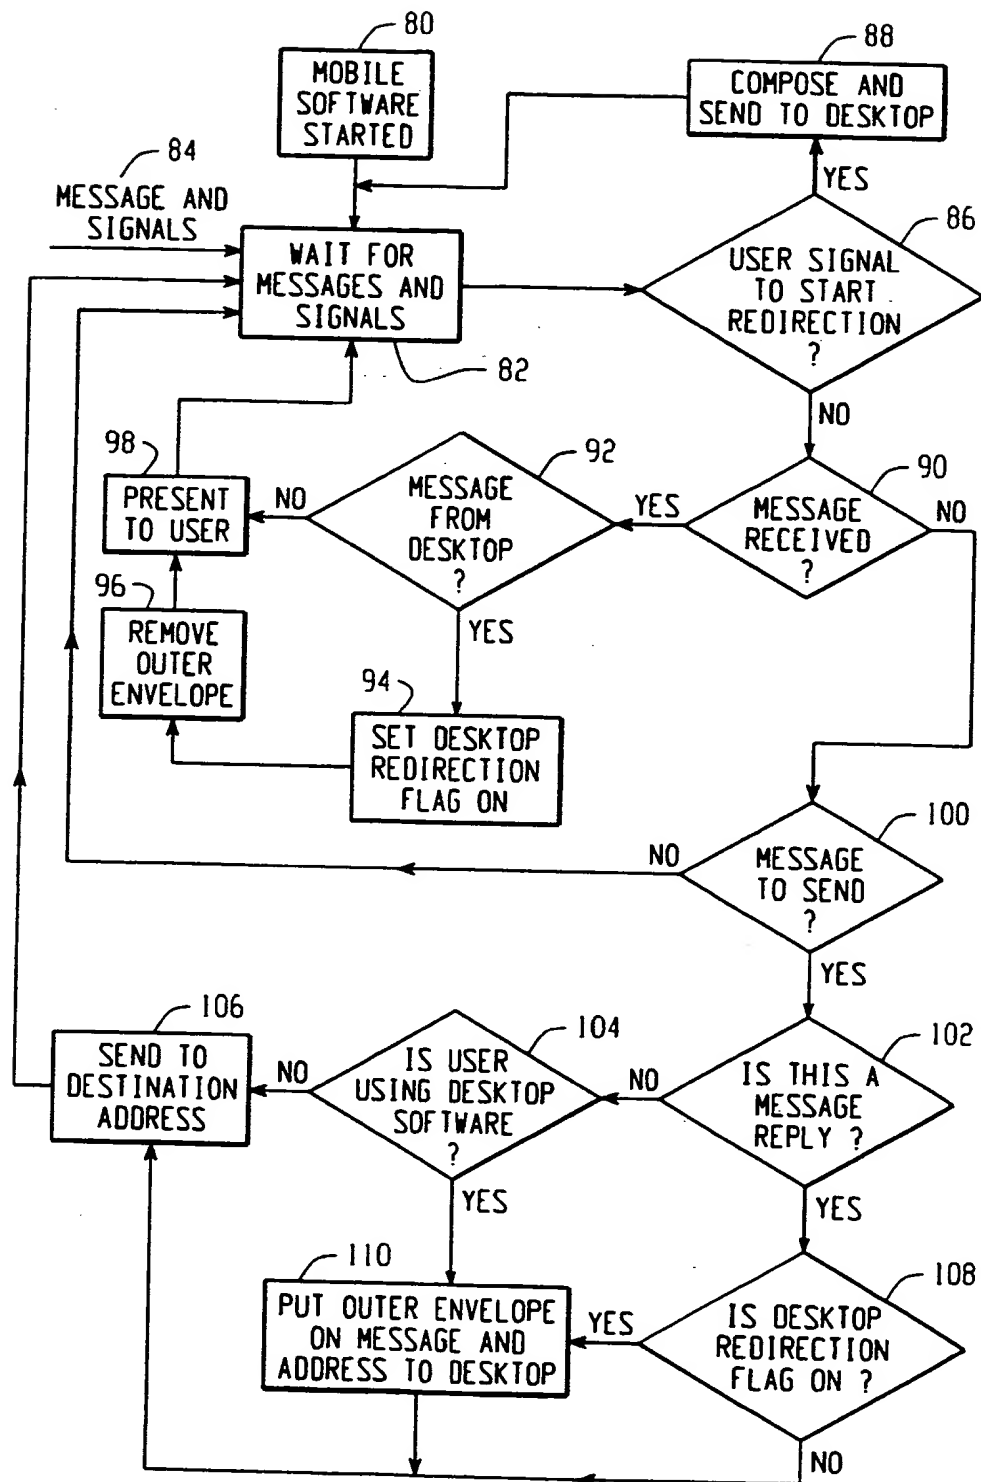 80
MOBILE
SOFTWARE
STARTED
88
COMPOSE AND
SEND TO DESKTOP
84
MESSAGE AND
SIGNALS
YES
86
WAIT FOR
MESSAGES AND
SIGNALS
82
USER SIGNAL
TO START
REDIRECTION
?
NO
98
PRESENT
TO USER
NO
92
MESSAGE
FROM
DESKTOP
?
YES
90
MESSAGE
RECEIVED
?
NO
96
REMOVE
OUTER
ENVELOPE
YES
94
SET DESKTOP
REDIRECTION
FLAG ON
100
NO
MESSAGE
TO SEND
?
YES
106
SEND TO
DESTINATION
ADDRESS
NO
104
IS USER
USING DESKTOP
SOFTWARE
?
NO
102
IS THIS A
MESSAGE
REPLY ?
YES
YES
110
PUT OUTER ENVELOPE
ON MESSAGE AND
ADDRESS TO DESKTOP
YES
108
IS DESKTOP
REDIRECTION
FLAG ON ?
NO